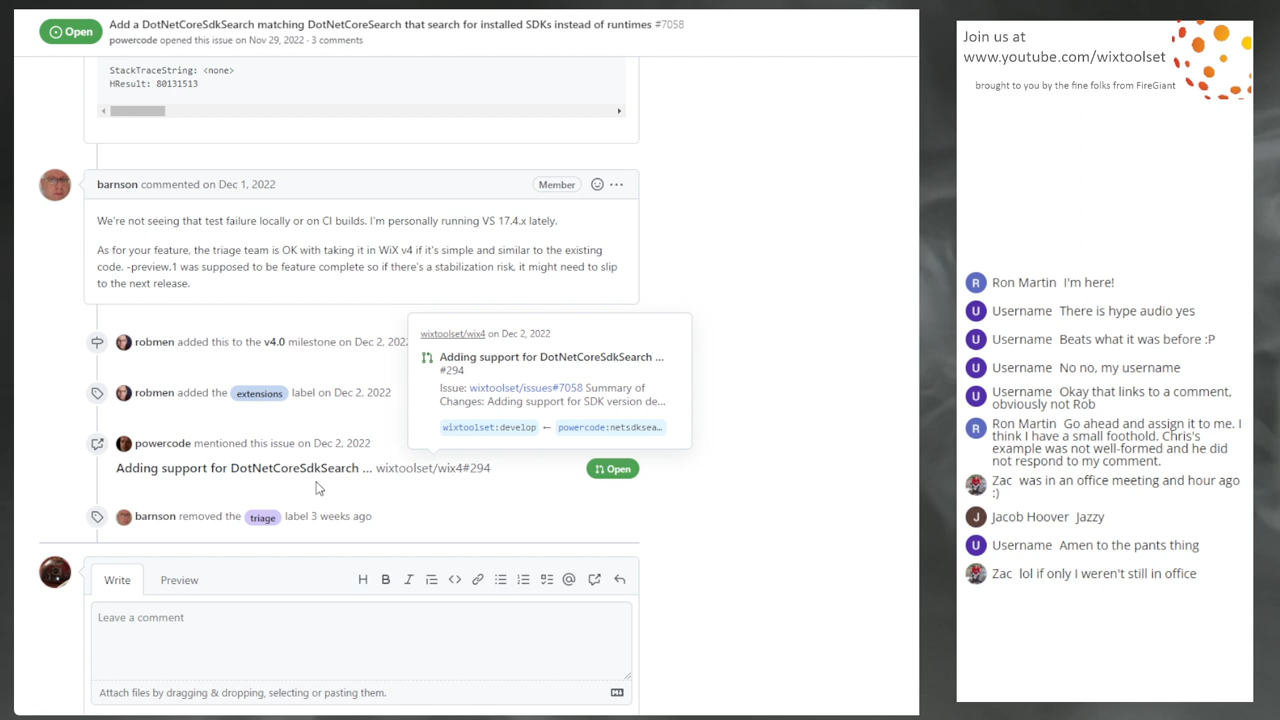 Open
Add a DotNetCoreSdkSearch matching DotNetCoreSearch that search for installed SDKs instead of runtimes #7058
powercode opened this issue on Nov 29, 2022 · 3 comments
StackTraceString: <none>
HResult: 80131513
barnson commented on Dec 1, 2022
Member
We're not seeing that test failure locally or on CI builds. I'm personally running VS 17.4.x lately.
As for your feature, the triage team is OK with taking it in WiX v4 if it's simple and similar to the existing
code. -preview.1 was supposed to be feature complete so if there's a stabilization risk, it might need to slip
to the next release.
robmen added this to the v4.0 milestone on Dec 2, 202
robmen added the extensions label on Dec 2, 2022
powercode mentioned this issue on Dec 2, 2022
Adding support for DotNetCoreSdkSearch ... wixtoolset/wix4#294
Open
barnson removed the triage label 3 weeks ago
wixtoolset/wix4 on Dec 2, 2022
Adding support for DotNetCoreSdkSearch ...
#294
Issue: wixtoolset/issues#7058 Summary of
Changes: Adding support for SDK version de...
wixtoolset:develop ← powercode:netsdksea...
Write
Preview
Leave a comment
Attach files by dragging & dropping, selecting or pasting them.
Join us at
www.youtube.com/wixtoolset
brought to you by the fine folks from FireGiant
R Ron Martin I'm here!
U Username There is hype audio yes
U Username Beats what it was before :P
U Username No no, my username
U Username Okay that links to a comment,
obviously not Rob
R Ron Martin Go ahead and assign it to me. I
think I have a small foothold. Chris's
example was not well-formed and he did
not respond to my comment.
Zac was in an office meeting and hour ago
:)
J Jacob Hoover Jazzy
U Username Amen to the pants thing
Zac lol if only I weren't still in office